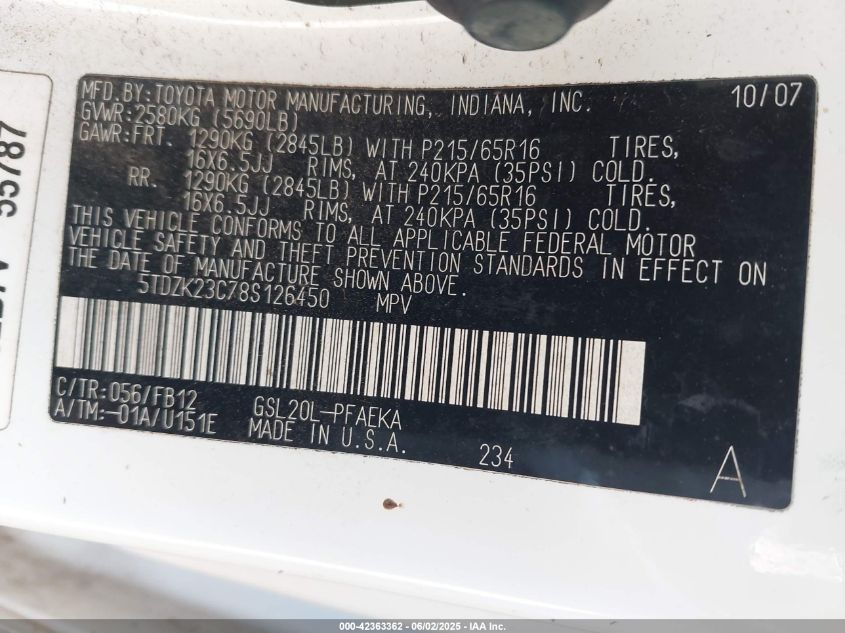 MFD. BY: TOYOTA MOTOR MANUFACTURING, INDIANA, INC. 10/07
GVWR: 2580KG (5690LB)
GAWR: FRT. 1290KG (2845LB) WITH P215/65R16 TIRES,
16X6.5JJ RIMS, AT 240KPA (35PSI) COLD.
RR. 1290KG (2845LB) WITH P215/65R16 TIRES,
16X6.5JJ RIMS, AT 240KPA (35PSI) COLD.
THIS VEHICLE CONFORMS TO ALL APPLICABLE FEDERAL MOTOR
VEHICLE SAFETY AND THEFT PREVENTION STANDARDS IN EFFECT ON
THE DATE OF MANUFACTURE SHOWN ABOVE.
5TDZK23C78S126450 MPV
C/TR: 056/FB12 GSL20L-PFAEKA
A/TM: -01A/U151E MADE IN U.S.A. 234 A
55787
000-42363362 - 06/02/2025 - IAA Inc.